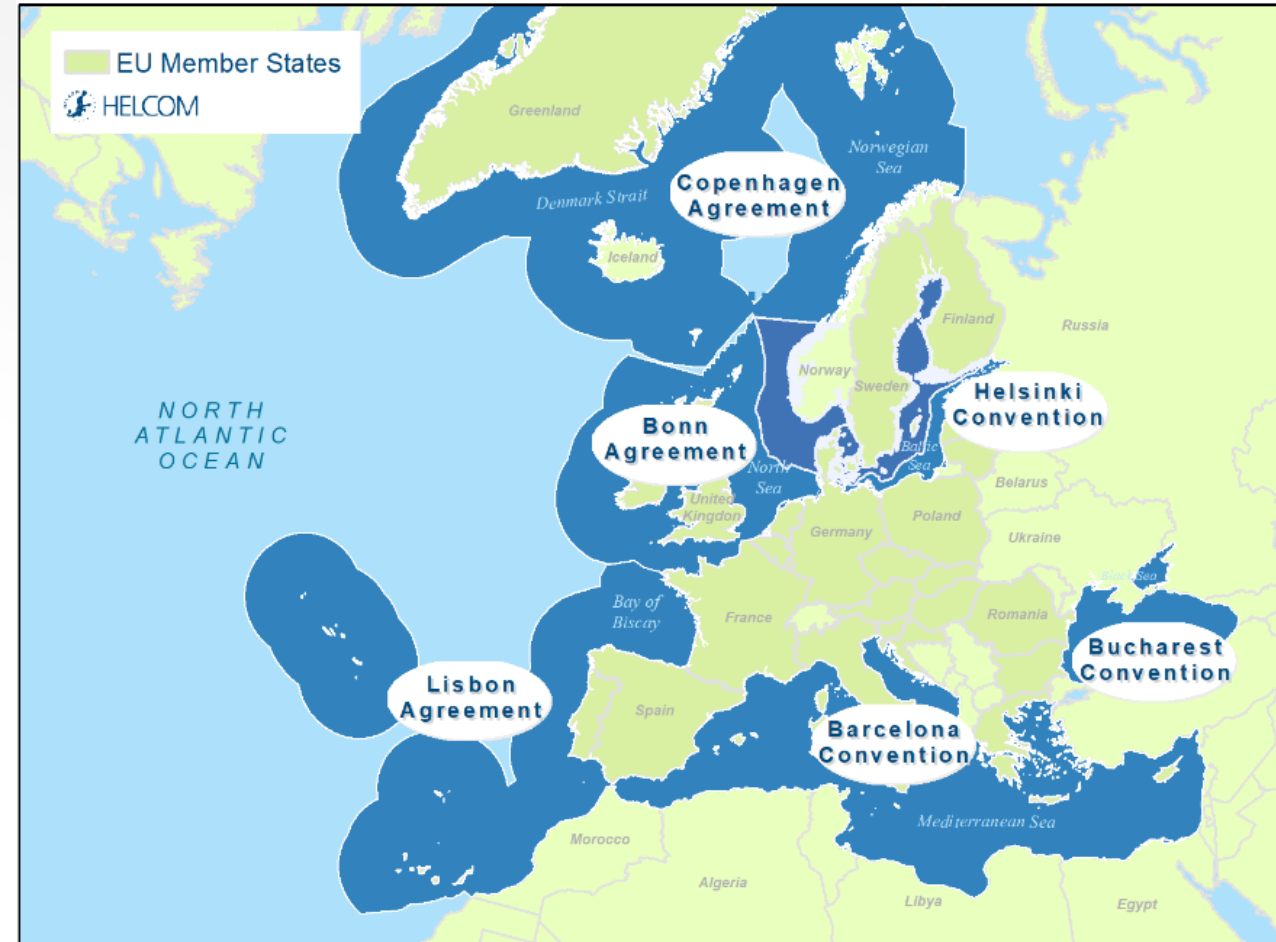 EU Member States
HELCOM
Greenland
Norwegian
Sea
Copenhagen
Agreement
Denmark Strait
Iceland
Finland
Russia
Norway
Sweden
Helsinki
Convention
NORTH
ATLANTIC
OCEAN
Bonn
Agreement
Baltic
Sea
North
Sea
Belarus
United
Kingdom
Germany
Poland
Ukraine
Black Sea
Bay of
Biscay
France
Romania
Bucharest
Convention
Lisbon
Agreement
Spain
Barcelona
Convention
Mediterranean Sea
Morocco
Algeria
Libya
Egypt